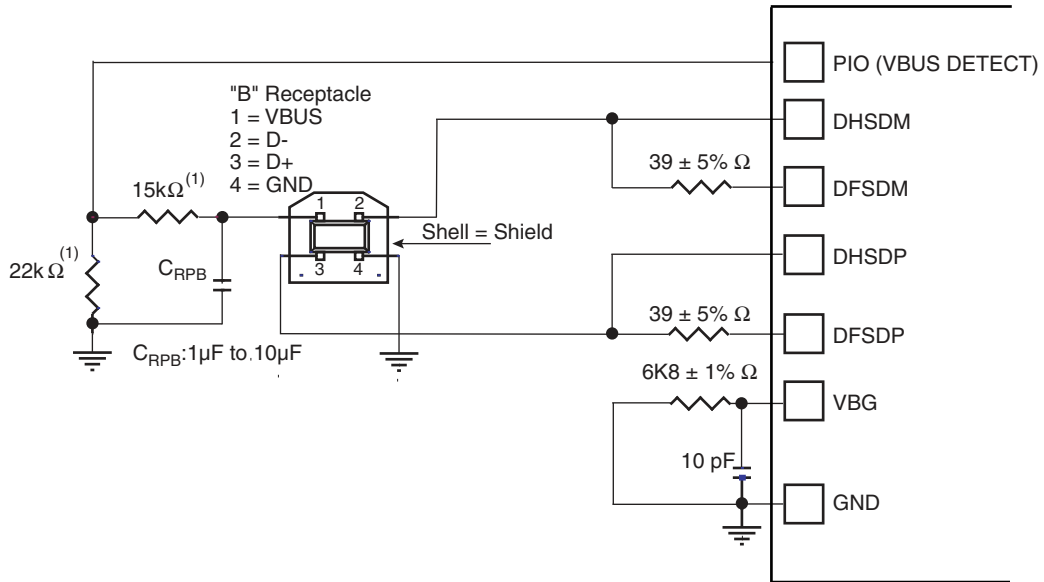 PIO (VBUS DETECT)
"B" Receptacle
1 = VBUS
2 = D-
3 = D+
4 = GND
DHSDM
39 ± 5% Ω
DFSDM
15kΩ(1)
1 2
Shell = Shield
DHSDP
22kΩ(1)
CRPB
3 4
39 ± 5% Ω
DFSDP
CRPB:1µF to 10µF
6K8 ± 1% Ω
VBG
10 pF
GND